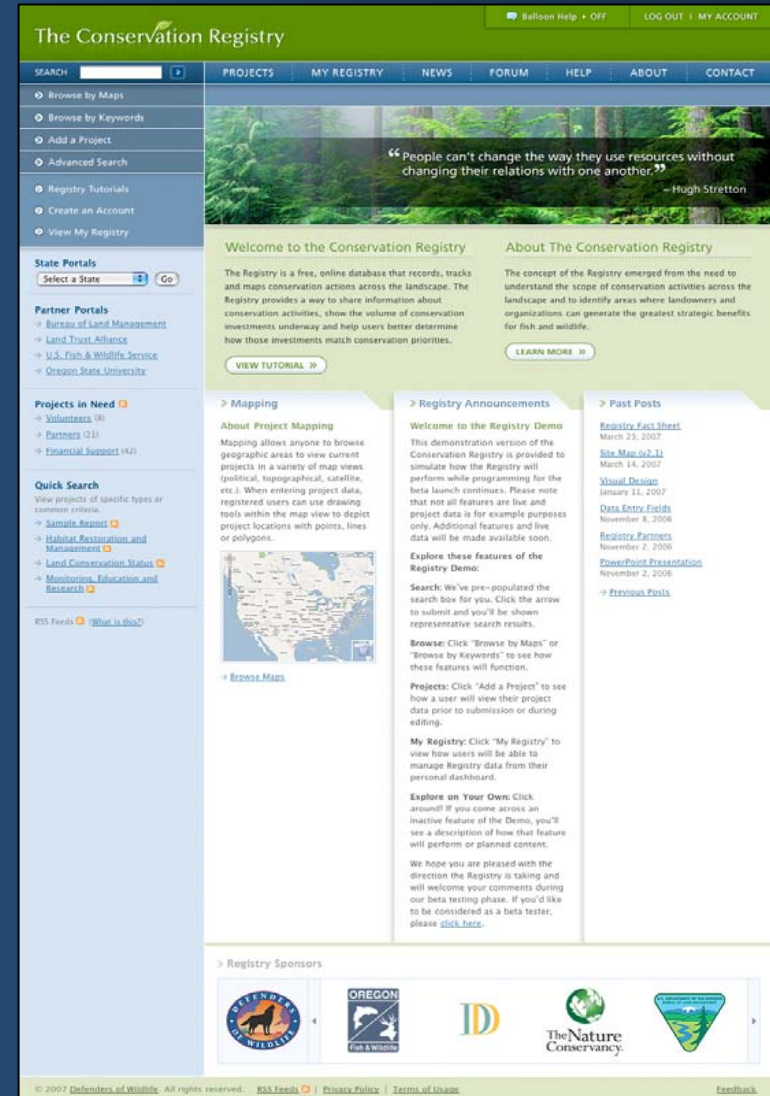 The Conservation Registry
Balloon Help • OFF
LOG OUT | MY ACCOUNT
SEARCH
PROJECTS
MY REGISTRY
NEWS
FORUM
HELP
ABOUT
CONTACT
Browse by Maps
Browse by Keywords
Add a Project
Advanced Search
Registry Tutorials
Create an Account
View My Registry
State Portals
Select a State
Go
Partner Portals
Bureau of Land Management
Land Trust Alliance
U.S. Fish & Wildlife Service
Oregon State University
Projects in Need
Volunteers (8)
Partners (21)
Financial Support (42)
Quick Search
View projects of specific types or
common criteria.
Sample Report
Habitat Restoration and
Management
Land Conservation Status
Monitoring, Education and
Research
RSS Feeds (What is this?)
“People can't change the way they use resources without
changing their relations with one another.”
– Hugh Stretton
Welcome to the Conservation Registry
The Registry is a free, online database that records, tracks
and maps conservation actions across the landscape. The
Registry provides a way to share information about
conservation activities, show the volume of conservation
investments underway and help users better determine
how those investments match conservation priorities.
VIEW TUTORIAL »
About The Conservation Registry
The concept of the Registry emerged from the need to
understand the scope of conservation activities across the
landscape and to identify areas where landowners and
organizations can generate the greatest strategic benefits
for fish and wildlife.
LEARN MORE »
» Mapping
About Project Mapping
Mapping allows anyone to browse
geographic areas to view current
projects in a variety of map views
(political, topographical, satellite,
etc.). When entering project data,
registered users can use drawing
tools within the map view to depict
project locations with points, lines
or polygons.
Browse Maps
» Registry Announcements
Welcome to the Registry Demo
This demonstration version of the
Conservation Registry is provided to
simulate how the Registry will
perform while programming for the
beta launch continues. Please note
that not all features are live and
project data is for example purposes
only. Additional features and live
data will be made available soon.
Explore these features of the
Registry Demo:
Search: We've pre-populated the
search box for you. Click the arrow
to submit and you'll be shown
representative search results.
Browse: Click "Browse by Maps" or
"Browse by Keywords" to see how
these features will function.
Projects: Click "Add a Project" to see
how a user will view their project
data prior to submission or during
editing.
My Registry: Click "My Registry" to
view how users will be able to
manage Registry data from their
personal dashboard.
Explore on Your Own: Click
around! If you come across an
inactive feature of the Demo, you'll
see a description of how that feature
will perform or planned content.
We hope you are pleased with the
direction the Registry is taking and
will welcome your comments during
our beta testing phase. If you'd like
to be considered as a beta tester,
please click here.
» Past Posts
Registry Fact Sheet
March 23, 2007
Site Map (v2.1)
March 14, 2007
Visual Design
January 11, 2007
Data Entry Fields
November 8, 2006
Registry Partners
November 2, 2006
PowerPoint Presentation
November 2, 2006
Previous Posts
» Registry Sponsors
DEFENDERS OF WILDLIFE
OREGON
Fish & Wildlife
DD
The Nature
Conservancy
© 2007 Defenders of Wildlife. All rights reserved. RSS Feeds | Privacy Policy | Terms of Usage
Feedback